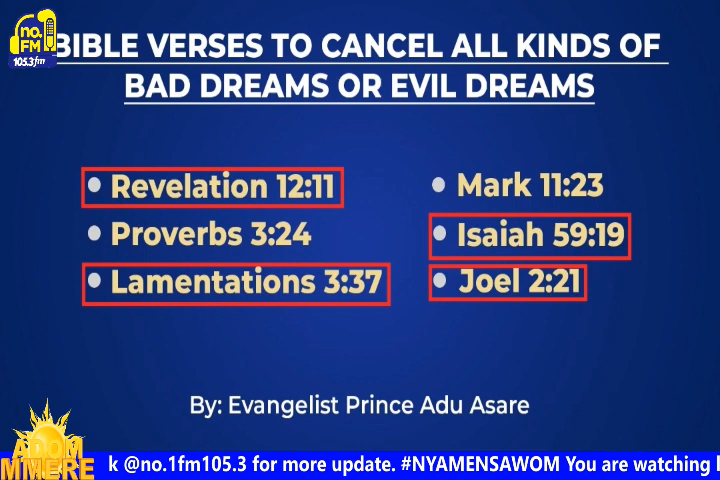 no.
FM
105.3fm
BIBLE VERSES TO CANCEL ALL KINDS OF
BAD DREAMS OR EVIL DREAMS
• Revelation 12:11
• Proverbs 3:24
• Lamentations 3:37
• Mark 11:23
• Isaiah 59:19
• Joel 2:21
By: Evangelist Prince Adu Asare
ADOM
MMERE
k @no.1fm105.3 for more update. #NYAMENSAWOM You are watching l